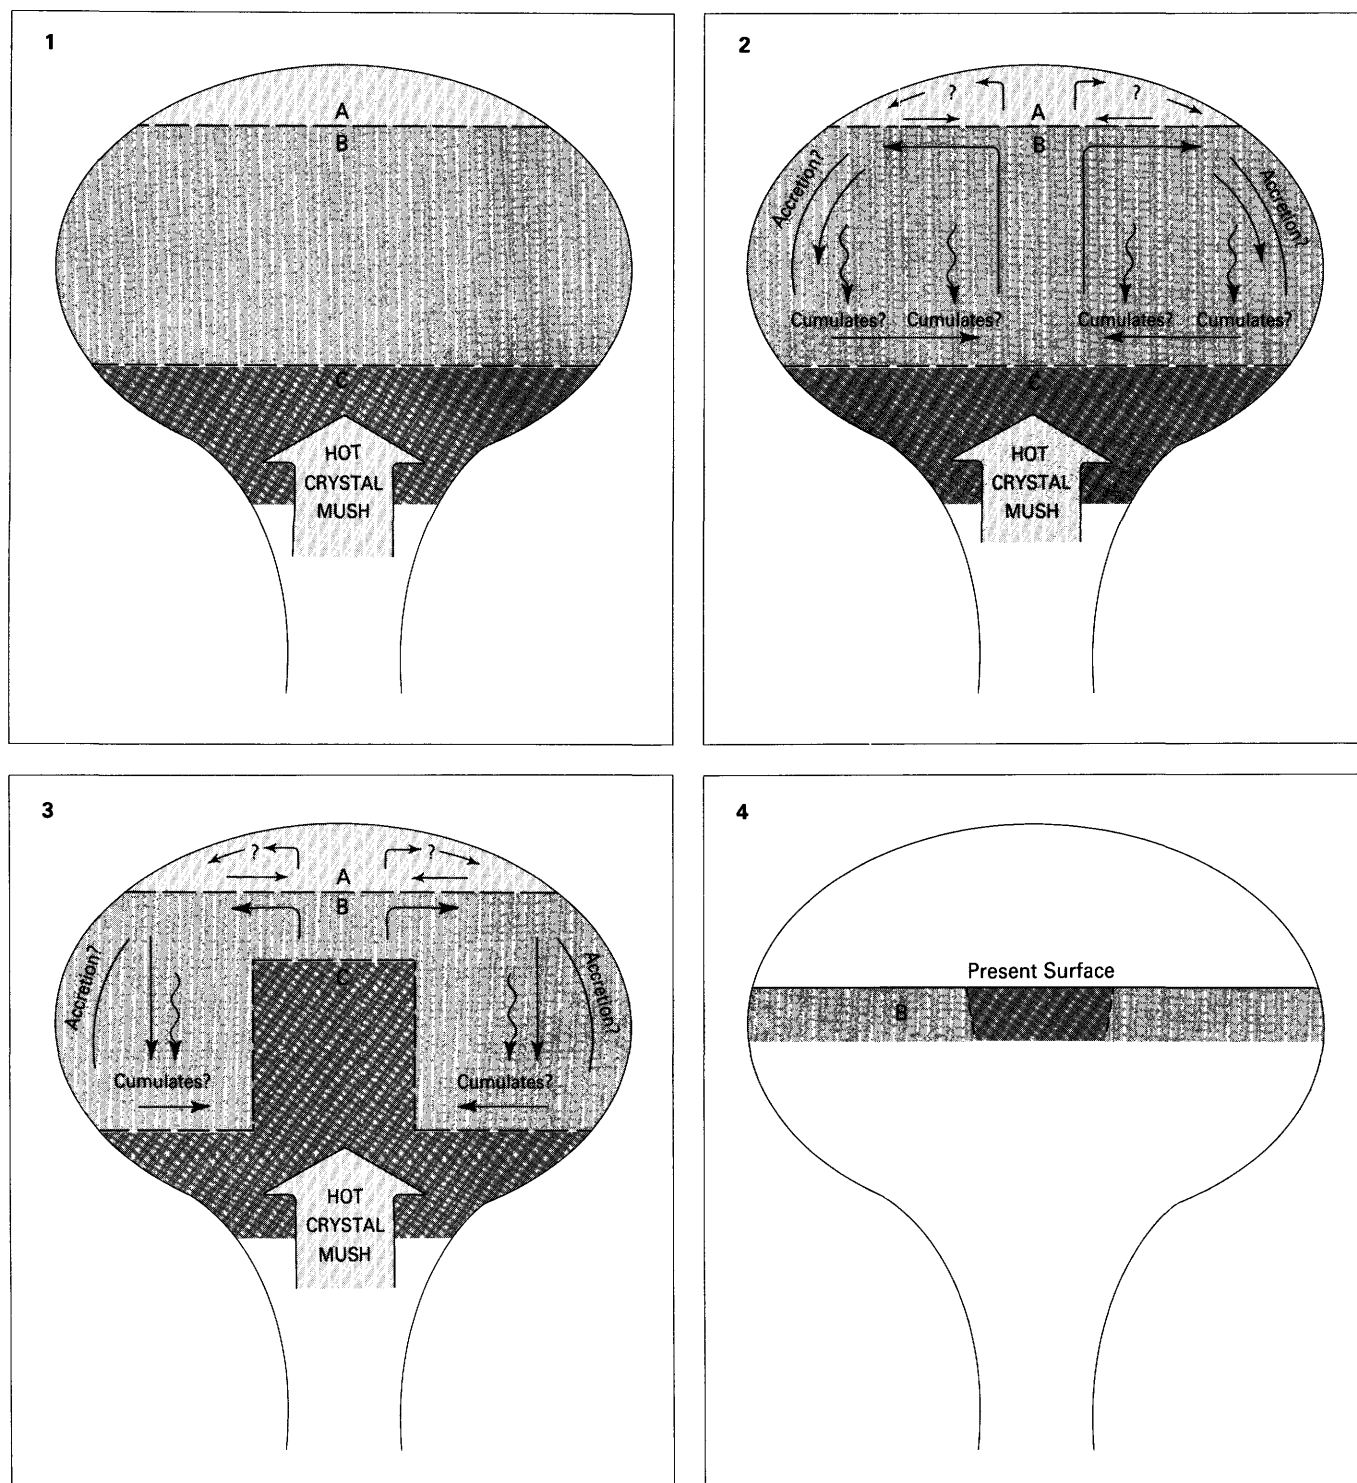 1
A
B
C
HOT
CRYSTAL
MUSH
2
?
?
A
B
Accretion?
Accretion?
Cumulates? Cumulates? Cumulates? Cumulates?
C
HOT
CRYSTAL
MUSH
3
?
?
A
B
Accretion?
Accretion?
C
Cumulates?
Cumulates?
HOT
CRYSTAL
MUSH
4
Present Surface
B